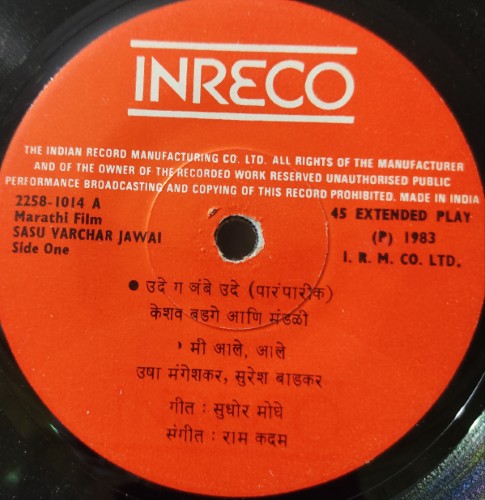 INRECO
THE INDIAN RECORD MANUFACTURING CO. LTD. ALL RIGHTS OF THE MANUFACTURER
AND OF THE OWNER OF THE RECORDED WORK RESERVED UNAUTHORISED PUBLIC
PERFORMANCE BROADCASTING AND COPYING OF THIS RECORD PROHIBITED. MADE IN INDIA
2258-1014 A
Marathi Film
SASU VARCHAR JAWAI
Side One
45 EXTENDED PLAY
(P) 1983
I. R. M. CO. LTD.
● उदे ग अंबे उदे (पारंपारीक)
केशव बडगे आणि मंडळी
मी आले, आले
उषा मंगेशकर, सुरेश वाडकर
गीत : सुधीर मोघे
संगीत : राम कदम